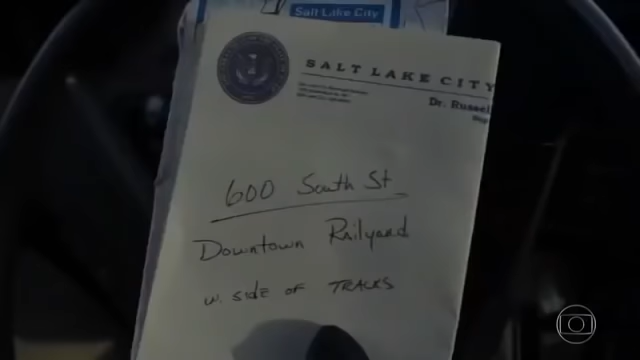 Salt Lake City
SALT LAKE CITY
Dr. Russel
600 South St
Downtown Railyard
W. SIDE OF TRACKS